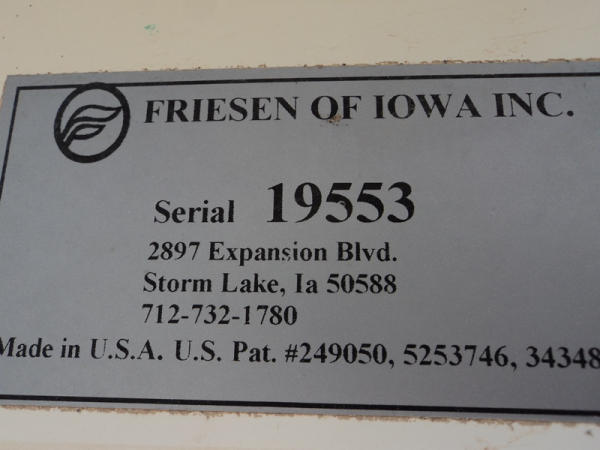 FRIESEN OF IOWA INC.
Serial 19553
2897 Expansion Blvd.
Storm Lake, Ia 50588
712-732-1780
Made in U.S.A. U.S. Pat. #249050, 5253746, 34348